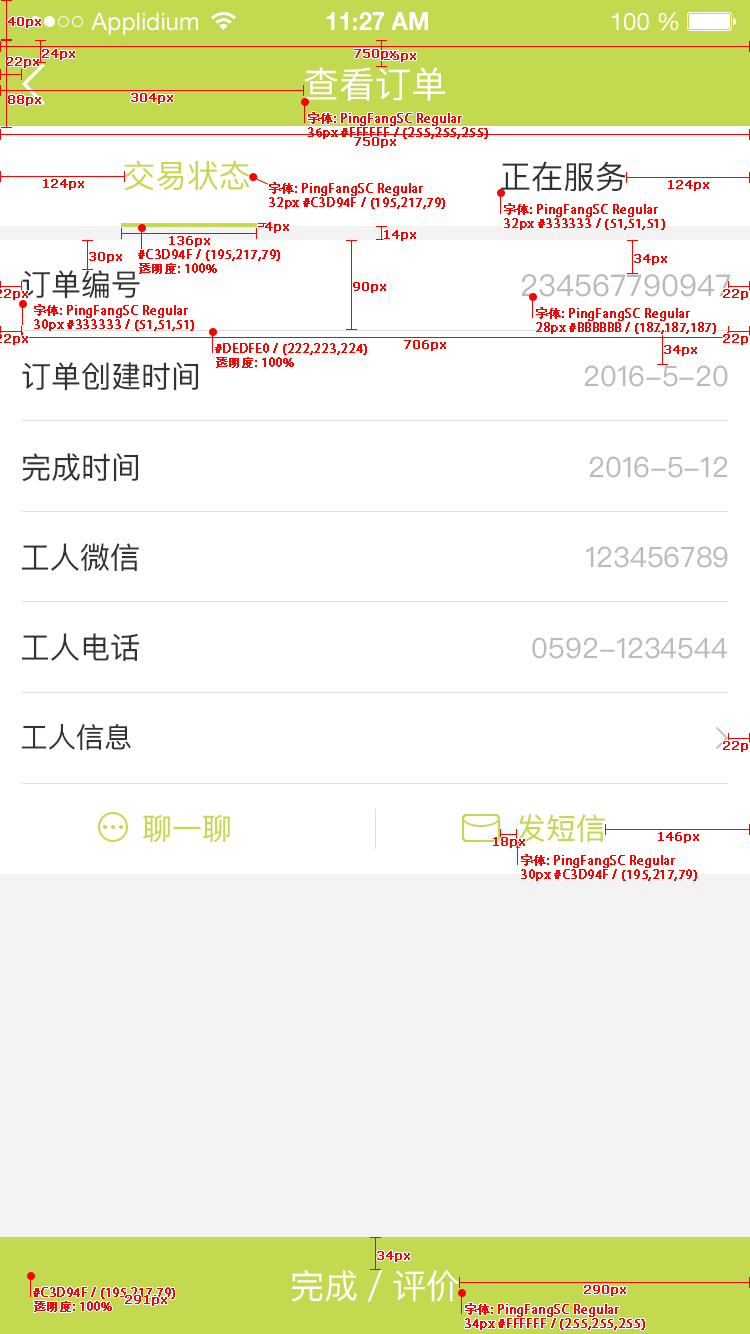 40px Applidium 11:27 AM 100 %
24px 750px
22px
查看订单
88px 304px
字体: PingFangSC Regular
36px #FFFFFF / (255,255,255)
750px
交易状态 正在服务
124px 124px
字体: PingFangSC Regular
32px #C3D94F / (195,217,79)
字体: PingFangSC Regular
32px #333333 / (51,51,51)
4px
136px 14px
#C3D94F / (195,217,79)
透明度: 100%
30px 34px
订单编号 234567790947
22px 90px 22px
字体: PingFangSC Regular
30px #333333 / (51,51,51)
字体: PingFangSC Regular
28px #BBBBBB / (187,187,187)
22px 706px 22p
#DEDFE0 / (222,223,224)
透明度: 100%
34px
订单创建时间 2016-5-20
完成时间 2016-5-12
工人微信 123456789
工人电话 0592-1234544
工人信息
22p
聊一聊 发短信
18px 146px
字体: PingFangSC Regular
30px #C3D94F / (195,217,79)
34px
完成 / 评价
290px
#C3D94F / (195,217,79)
291px
透明度: 100%
字体: PingFangSC Regular
34px #FFFFFF / (255,255,255)